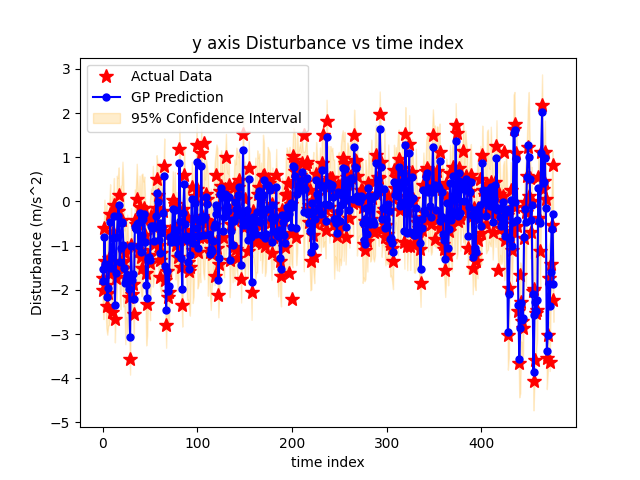 y axis Disturbance vs time index
Actual Data
GP Prediction
95% Confidence Interval
Disturbance (m/s^2)
3
2
1
0
−1
−2
−3
−4
−5
0 100 200 300 400
time index